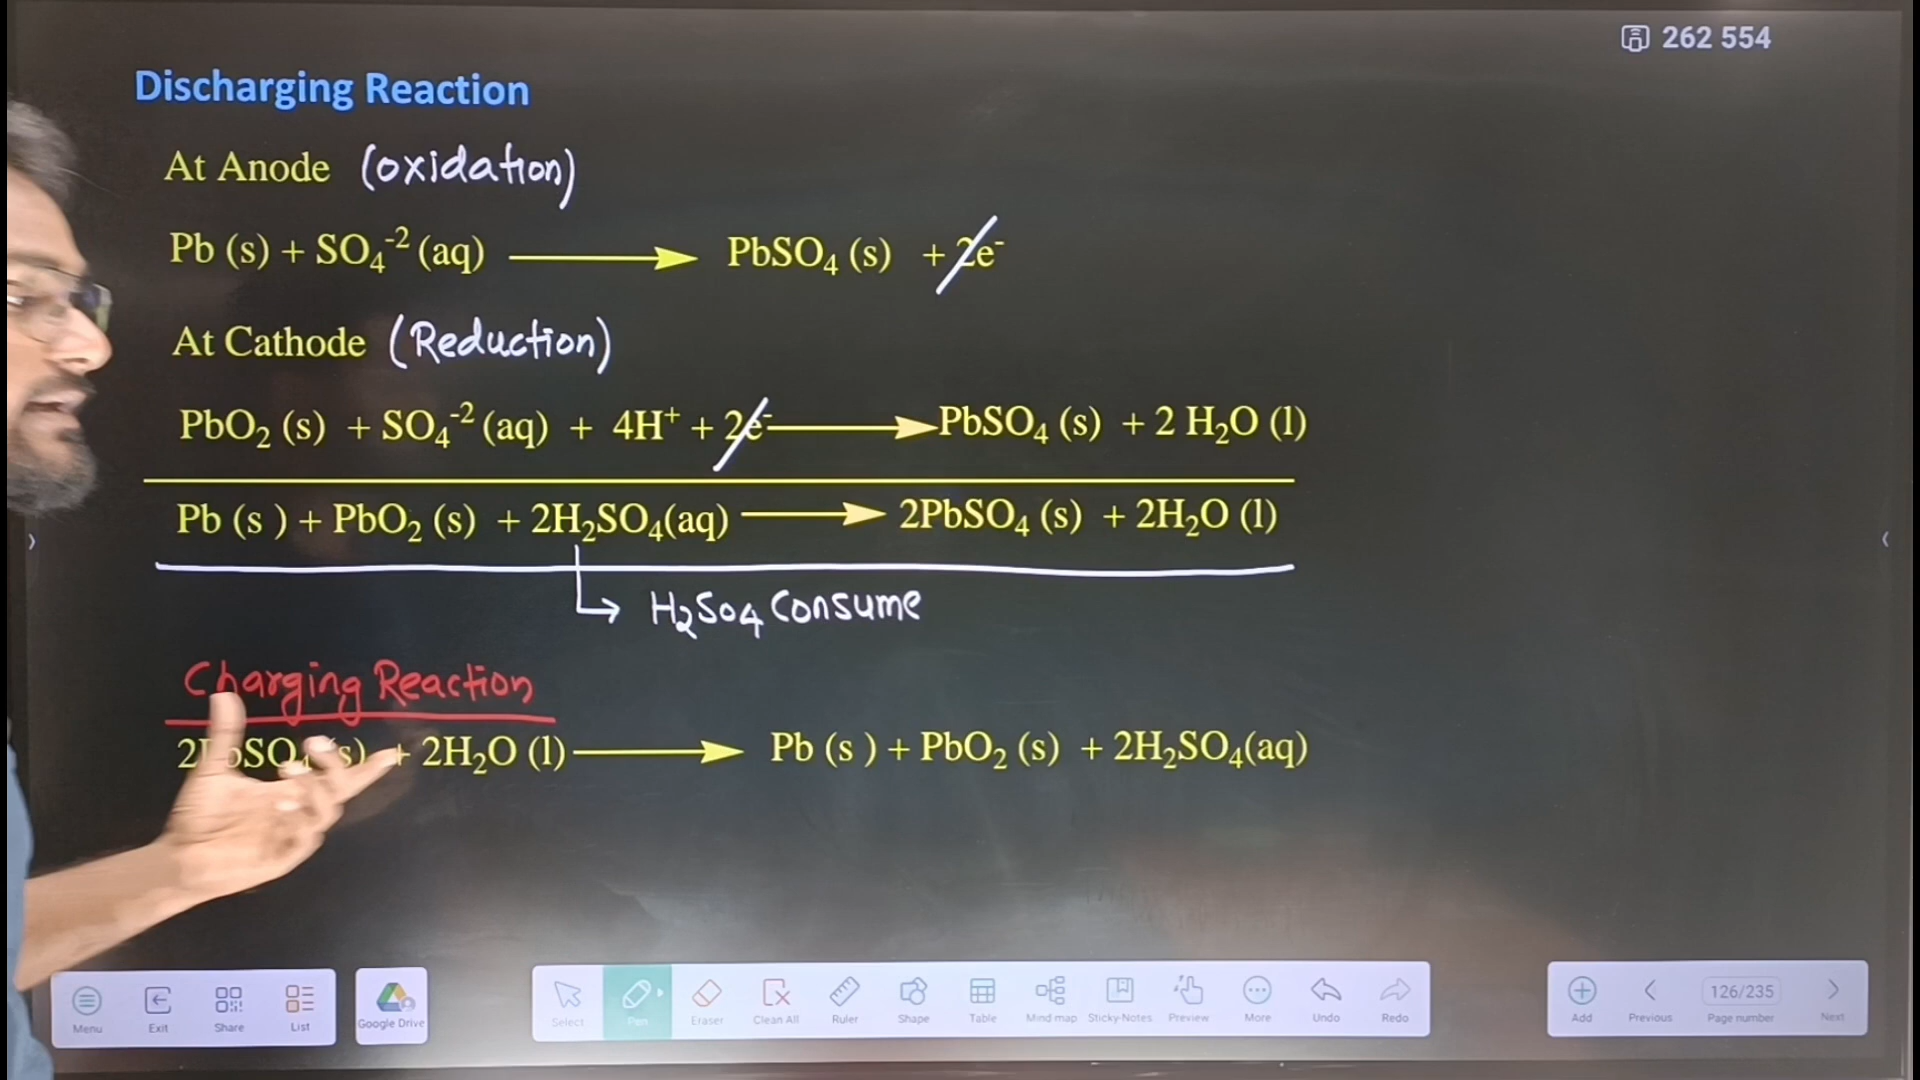 262 554
Discharging Reaction
At Anode (oxidation)
Pb (s) + SO₄⁻² (aq) ⟶ PbSO₄ (s) + 2e⁻
At Cathode (Reduction)
PbO₂ (s) + SO₄⁻² (aq) + 4H⁺ + 2e⁻ ⟶ PbSO₄ (s) + 2 H₂O (l)
Pb (s ) + PbO₂ (s) + 2H₂SO₄(aq) ⟶ 2PbSO₄ (s) + 2H₂O (l)
↳ H₂SO₄ Consume
Charging Reaction
2PbSO₄ (s) + 2H₂O (l) ⟶ Pb (s ) + PbO₂ (s) + 2H₂SO₄(aq)
Menu Exit Share List Google Drive Select Pen Eraser Clean All Ruler Shape Table Mind map Sticky-Notes Preview More Undo Redo Add Previous 126/235 Page number Next